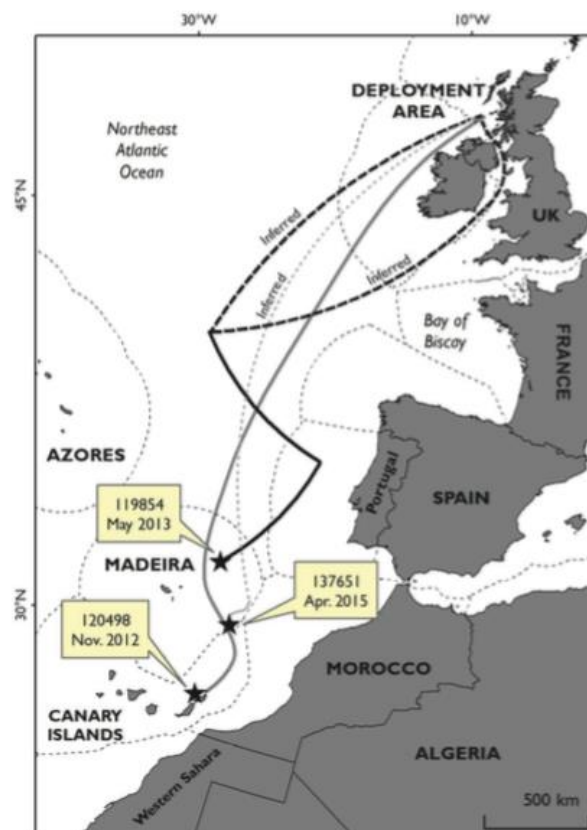 30°W
10°W
DEPLOYMENT
AREA
Northeast
Atlantic
Ocean
45°N
Inferred
Inferred
Inferred
UK
Bay of
Biscay
FRANCE
AZORES
Portugal
SPAIN
119854
May 2013
MADEIRA
137651
Apr. 2015
30°N
120498
Nov. 2012
MOROCCO
CANARY
ISLANDS
ALGERIA
Western Sahara
500 km